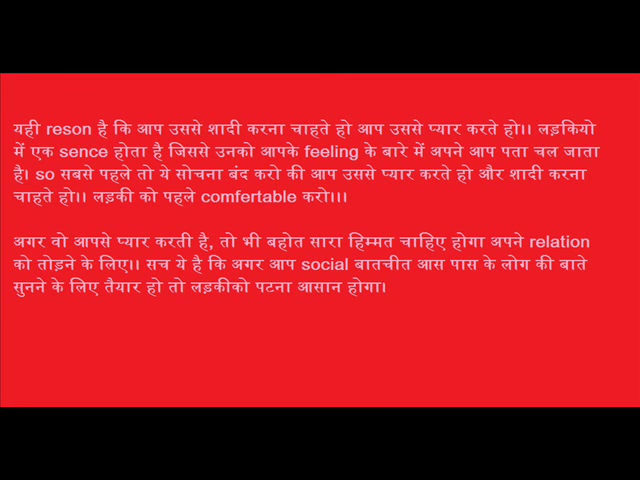 यही reson है कि आप उससे शादी करना चाहते हो आप उससे प्यार करते हो।। लड़कियो
में एक sence होता है जिससे उनको आपके feeling के बारे में अपने आप पता चल जाता
है। so सबसे पहले तो ये सोचना बंद करो की आप उससे प्यार करते हो और शादी करना
चाहते हो।। लड़की को पहले comfertable करो।।।
अगर वो आपसे प्यार करती है, तो भी बहोत सारा हिम्मत चाहिए होगा अपने relation
को तोड़ने के लिए।। सच ये है कि अगर आप social बातचीत आस पास के लोग की बाते
सुनने के लिए तैयार हो तो लड़कीको पटना आसान होगा।